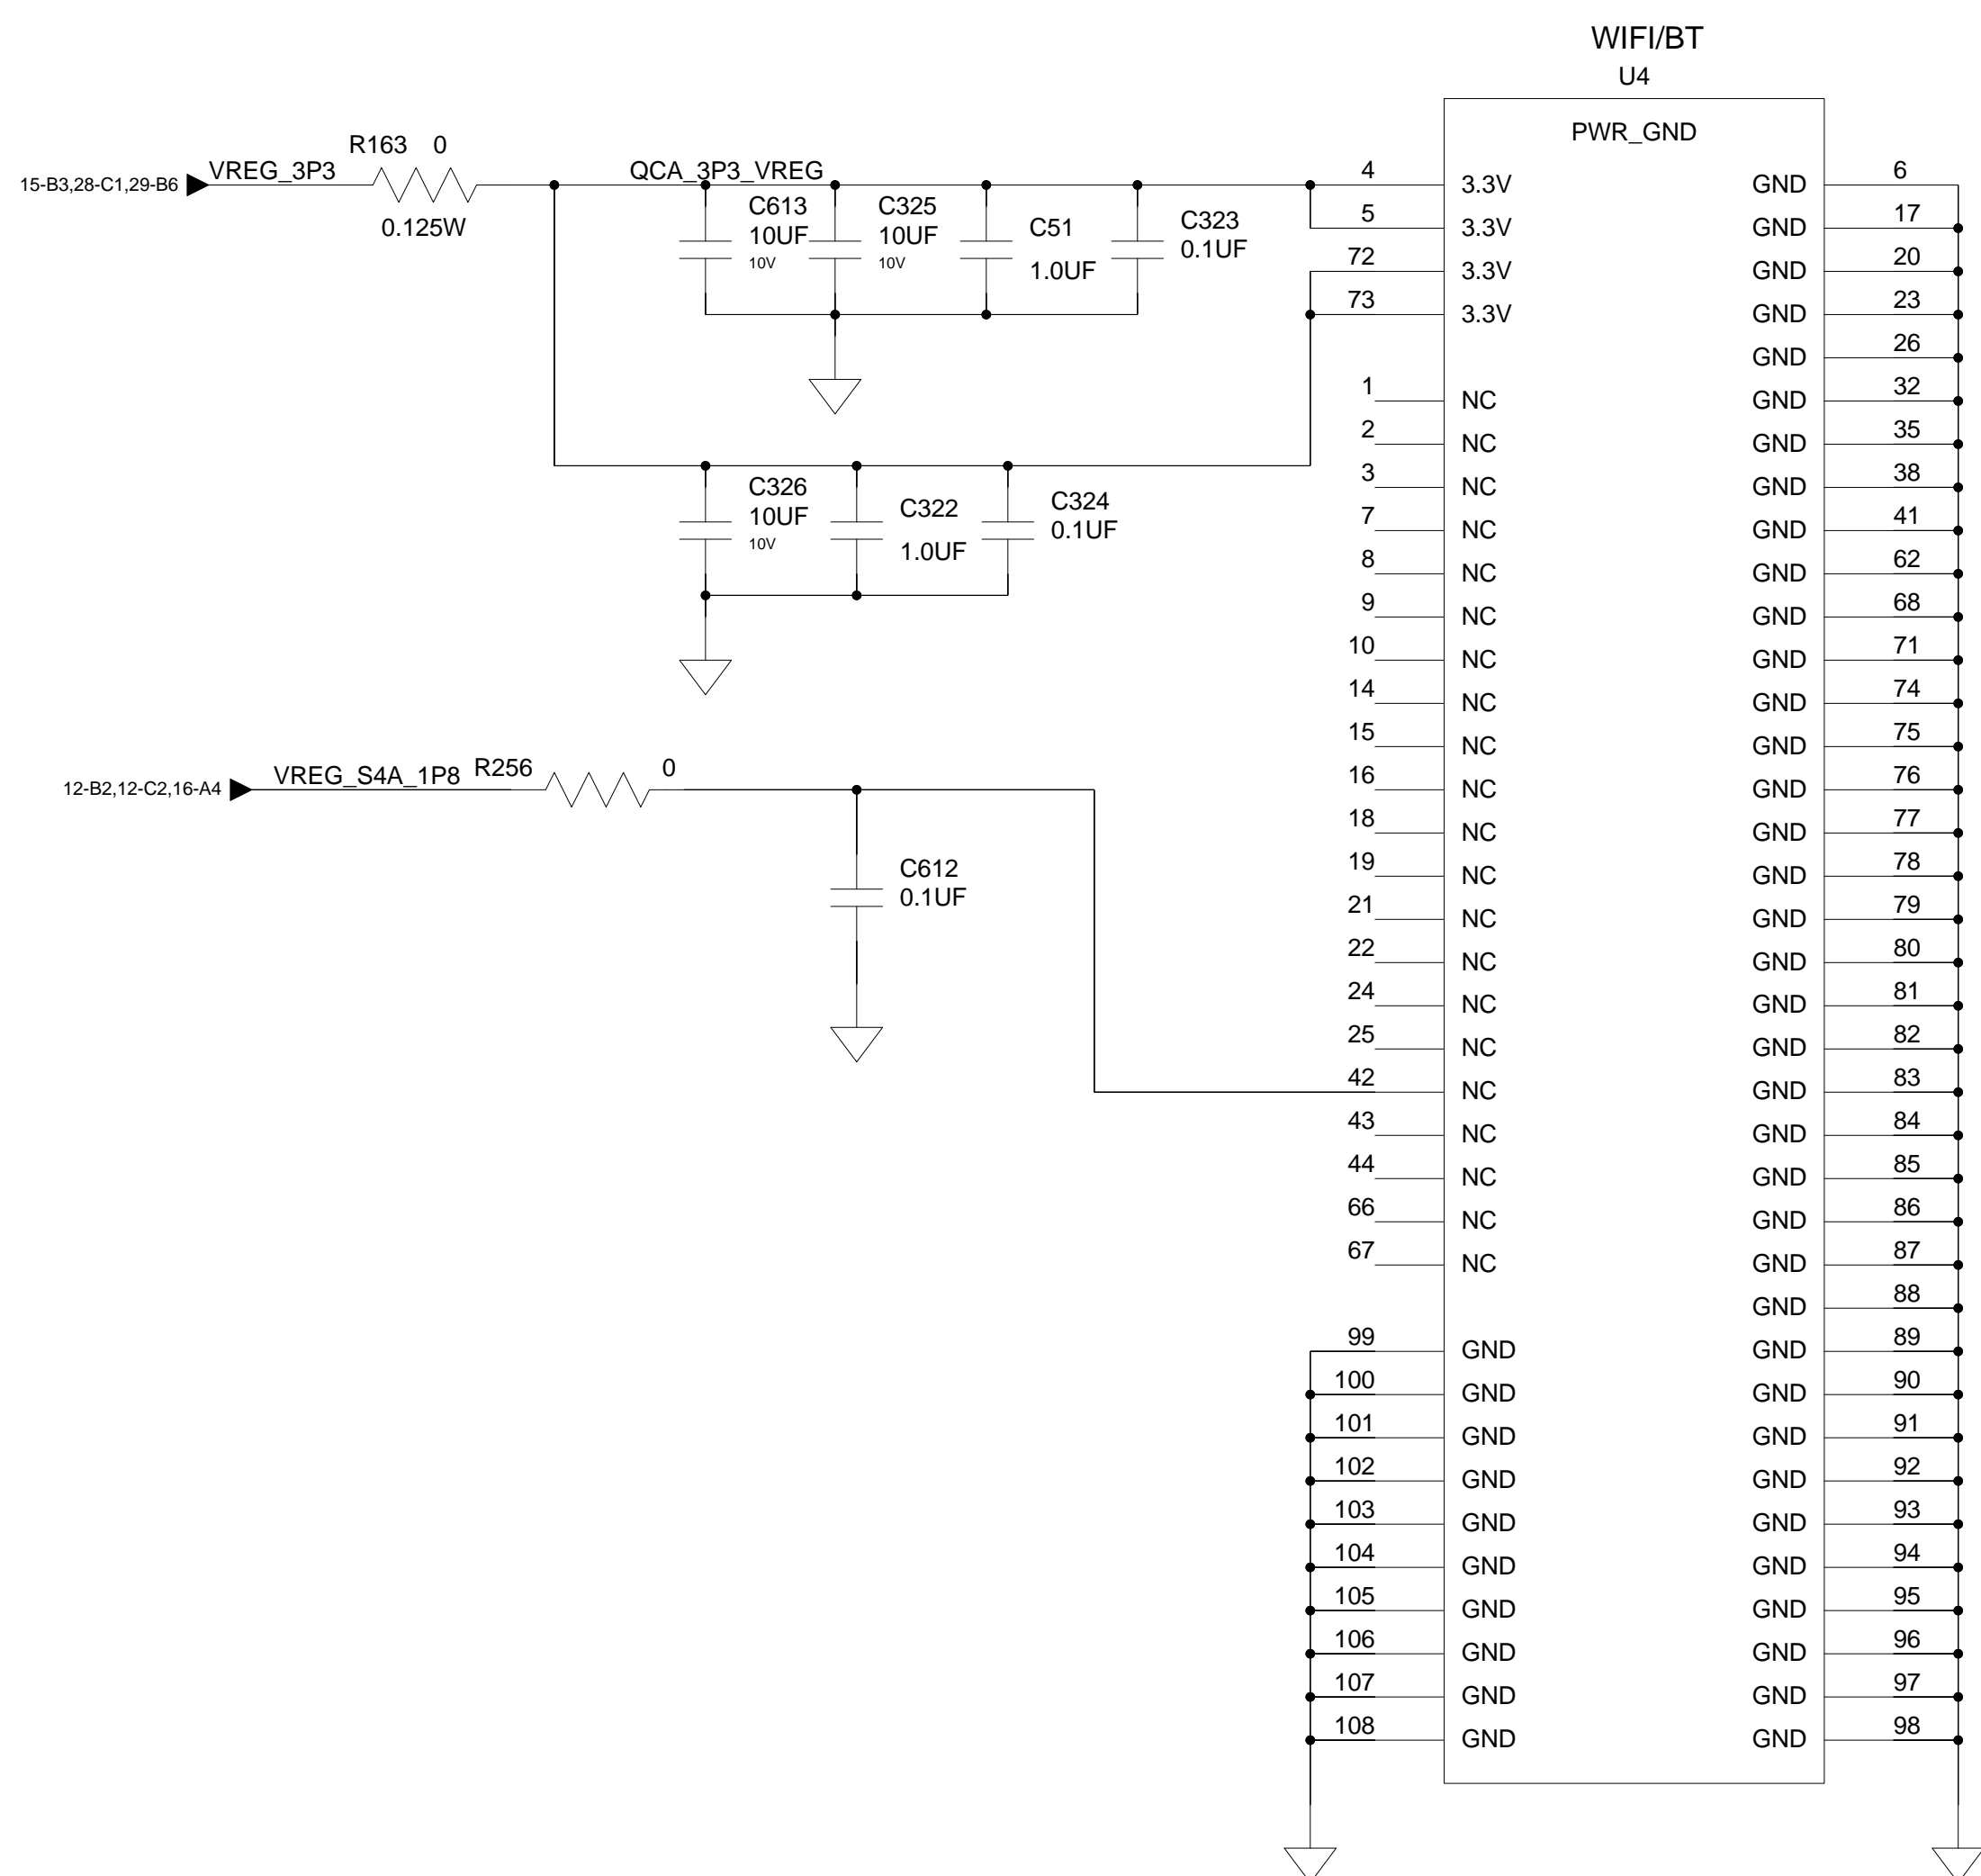 WIFI/BT
U4
PWR_GND
15-B3,28-C1,29-B6 VREG_3P3 R163 0 QCA_3P3_VREG
0.125W
C613 10UF 10V
C325 10UF 10V
C51 1.0UF
C323 0.1UF
C326 10UF 10V
C322 1.0UF
C324 0.1UF
12-B2,12-C2,16-A4 VREG_S4A_1P8 R256 0
C612 0.1UF
4 3.3V GND 6
5 3.3V GND 17
72 3.3V GND 20
73 3.3V GND 23
GND 26
1 NC GND 32
2 NC GND 35
3 NC GND 38
7 NC GND 41
8 NC GND 62
9 NC GND 68
10 NC GND 71
14 NC GND 74
15 NC GND 75
16 NC GND 76
18 NC GND 77
19 NC GND 78
21 NC GND 79
22 NC GND 80
24 NC GND 81
25 NC GND 82
42 NC GND 83
43 NC GND 84
44 NC GND 85
66 NC GND 86
67 NC GND 87
GND 88
99 GND GND 89
100 GND GND 90
101 GND GND 91
102 GND GND 92
103 GND GND 93
104 GND GND 94
105 GND GND 95
106 GND GND 96
107 GND GND 97
108 GND GND 98